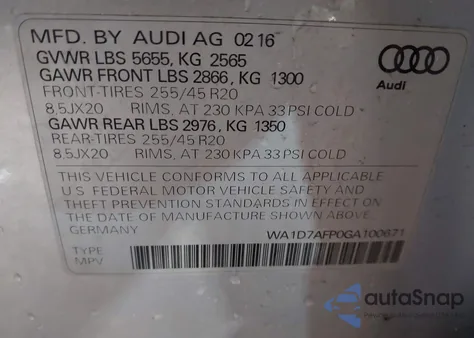 MFD. BY AUDI AG 02 16
GVWR LBS 5655, KG 2565
GAWR FRONT LBS 2866, KG 1300
FRONT-TIRES 255/45 R20
8,5JX20 RIMS, AT 230 KPA 33 PSI COLD
GAWR REAR LBS 2976, KG 1350
REAR-TIRES 255/45 R20
8.5JX20 RIMS, AT 230 KPA 33 PSI COLD
THIS VEHICLE CONFORMS TO ALL APPLICABLE
U.S FEDERAL MOTOR VEHICLE SAFETY AND
THEFT PREVENTION STANDARDS IN EFFECT ON
THE DATE OF MANUFACTURE SHOWN ABOVE.
GERMANY WA1D7AFP0GA100671
TYPE
MPV
Audi
autoSnap